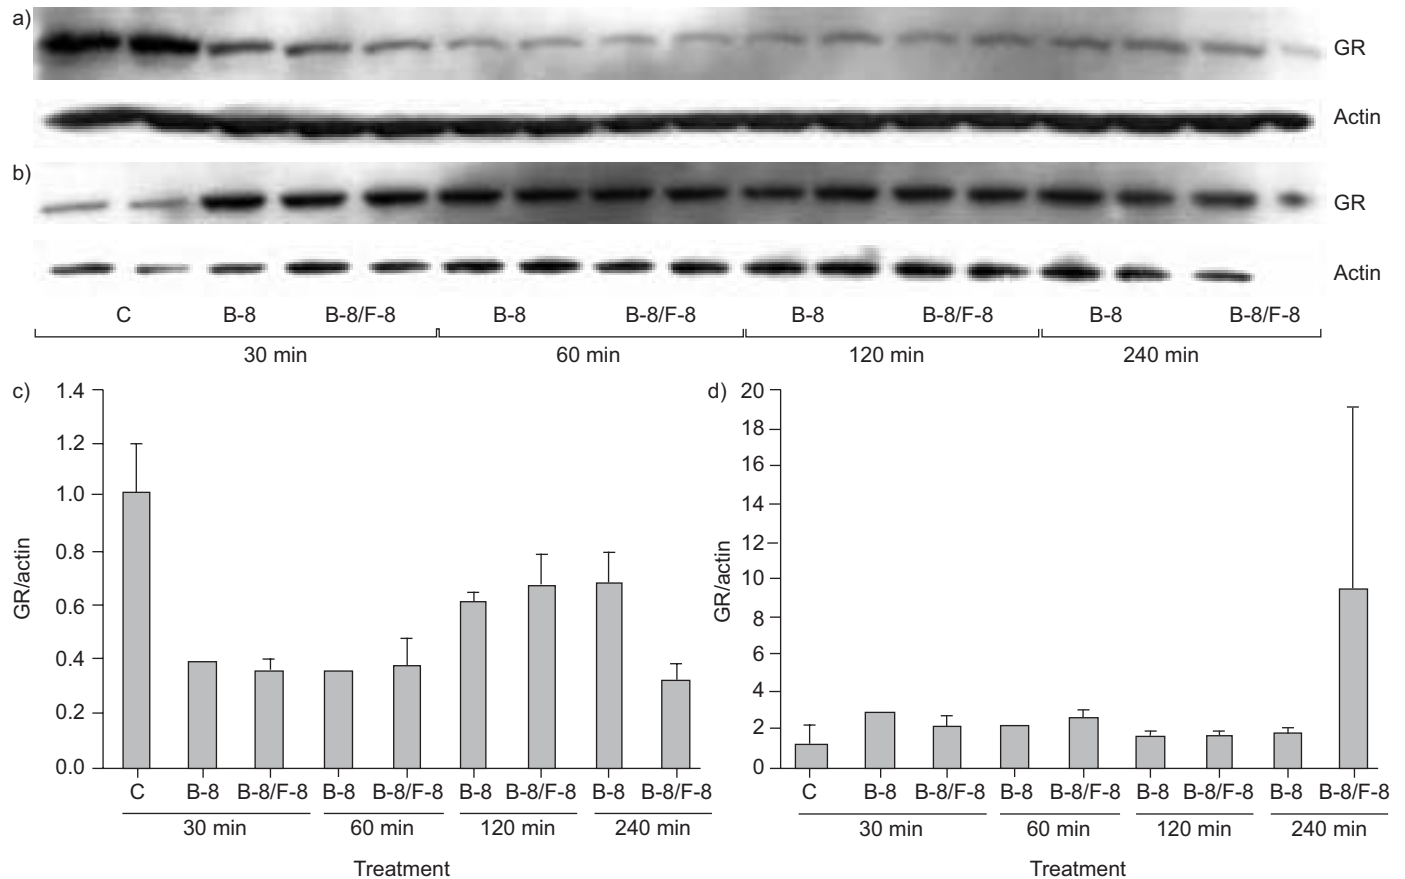 a)
GR
Actin
b)
GR
Actin
C B-8 B-8/F-8 B-8 B-8/F-8 B-8 B-8/F-8 B-8 B-8/F-8
30 min 60 min 120 min 240 min
c)
1.4
1.2
1.0
0.8
0.6
0.4
0.2
0.0
GR/actin
C B-8 B-8/F-8 B-8 B-8/F-8 B-8 B-8/F-8 B-8 B-8/F-8
30 min 60 min 120 min 240 min
Treatment
d)
20
18
16
14
12
10
8
6
4
2
0
GR/actin
C B-8 B-8/F-8 B-8 B-8/F-8 B-8 B-8/F-8 B-8 B-8/F-8
30 min 60 min 120 min 240 min
Treatment